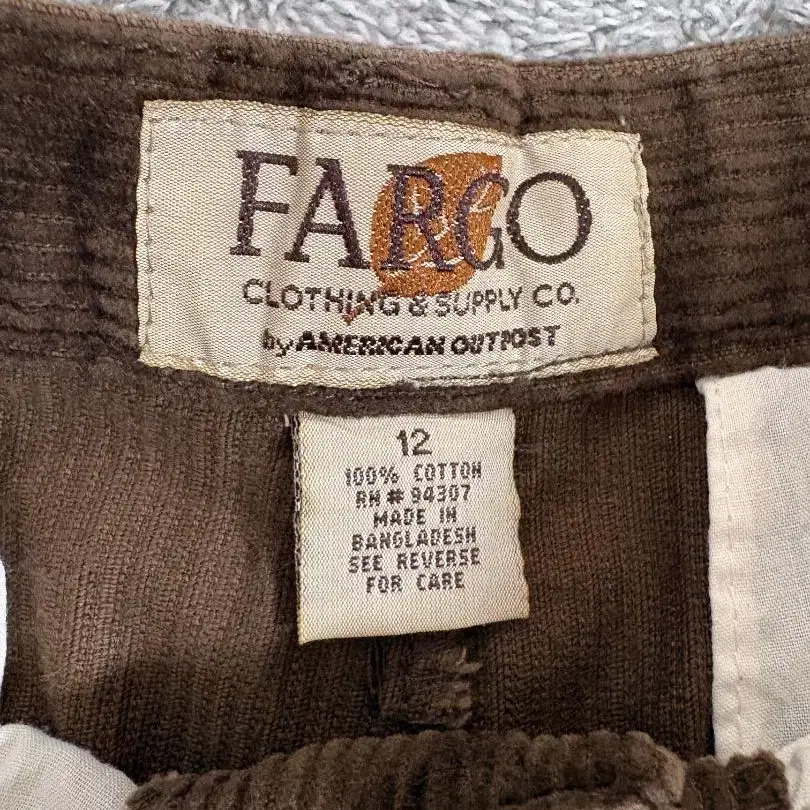 FARGO
CLOTHING & SUPPLY CO.
by AMERICAN OUTPOST
12
100% COTTON
RN # 94307
MADE IN
BANGLADESH
SEE REVERSE
FOR CARE